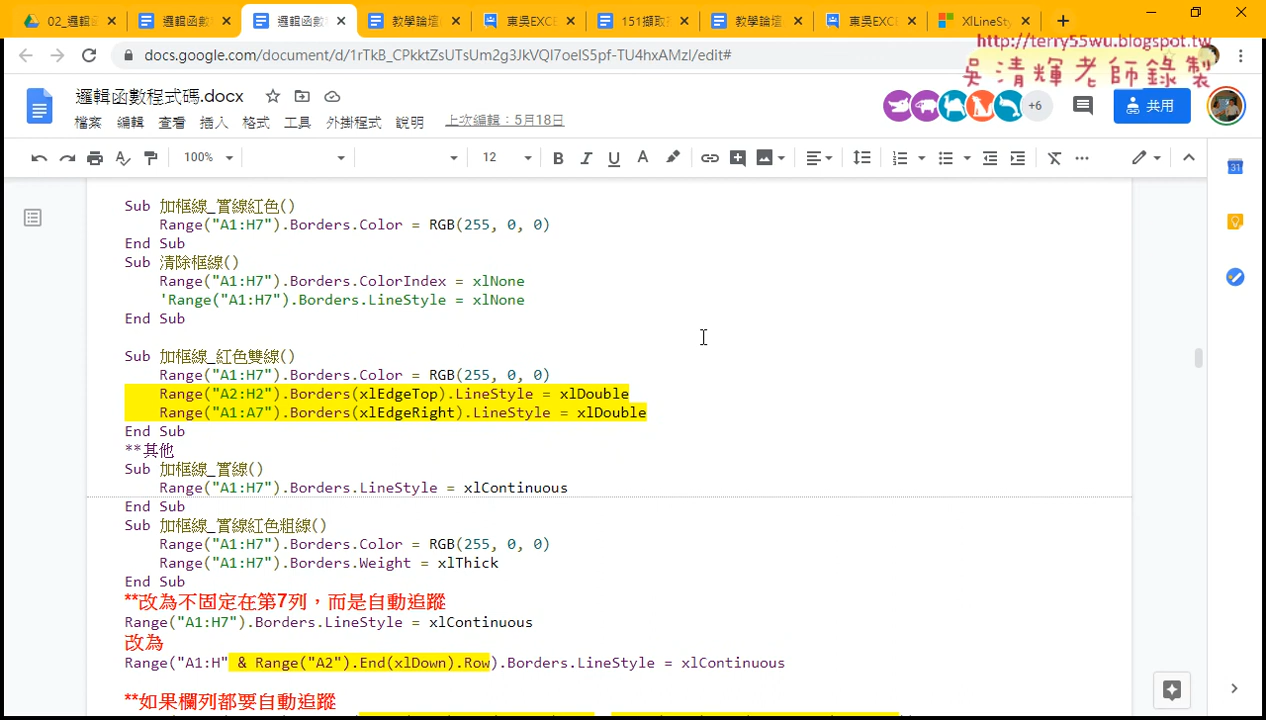 02_邏輯函數
邏輯函數
邏輯函數
教學論壇
東吳EXCE
151擷取
教學論壇
東吳EXCE
XlLineSty
docs.google.com/document/d/1rTkB_CPkktZsUTsUm2g3JkVQI7oelS5pf-TU4hxAMzI/edit#
http://terry55wu.blogspot.tw
吳清輝老師錄製
邏輯函數程式碼.docx
檔案 編輯 查看 插入 格式 工具 外掛程式 說明 上次編輯：5月18日
+6
共用
100% 12
Sub 加框線_實線紅色()
Range("A1:H7").Borders.Color = RGB(255, 0, 0)
End Sub
Sub 清除框線()
Range("A1:H7").Borders.ColorIndex = xlNone
'Range("A1:H7").Borders.LineStyle = xlNone
End Sub
Sub 加框線_紅色雙線()
Range("A1:H7").Borders.Color = RGB(255, 0, 0)
Range("A2:H2").Borders(xlEdgeTop).LineStyle = xlDouble
Range("A1:A7").Borders(xlEdgeRight).LineStyle = xlDouble
End Sub
**其他
Sub 加框線_實線()
Range("A1:H7").Borders.LineStyle = xlContinuous
End Sub
Sub 加框線_實線紅色粗線()
Range("A1:H7").Borders.Color = RGB(255, 0, 0)
Range("A1:H7").Borders.Weight = xlThick
End Sub
**改為不固定在第7列，而是自動追蹤
Range("A1:H7").Borders.LineStyle = xlContinuous
改為
Range("A1:H" & Range("A2").End(xlDown).Row).Borders.LineStyle = xlContinuous
**如果欄列都要自動追蹤